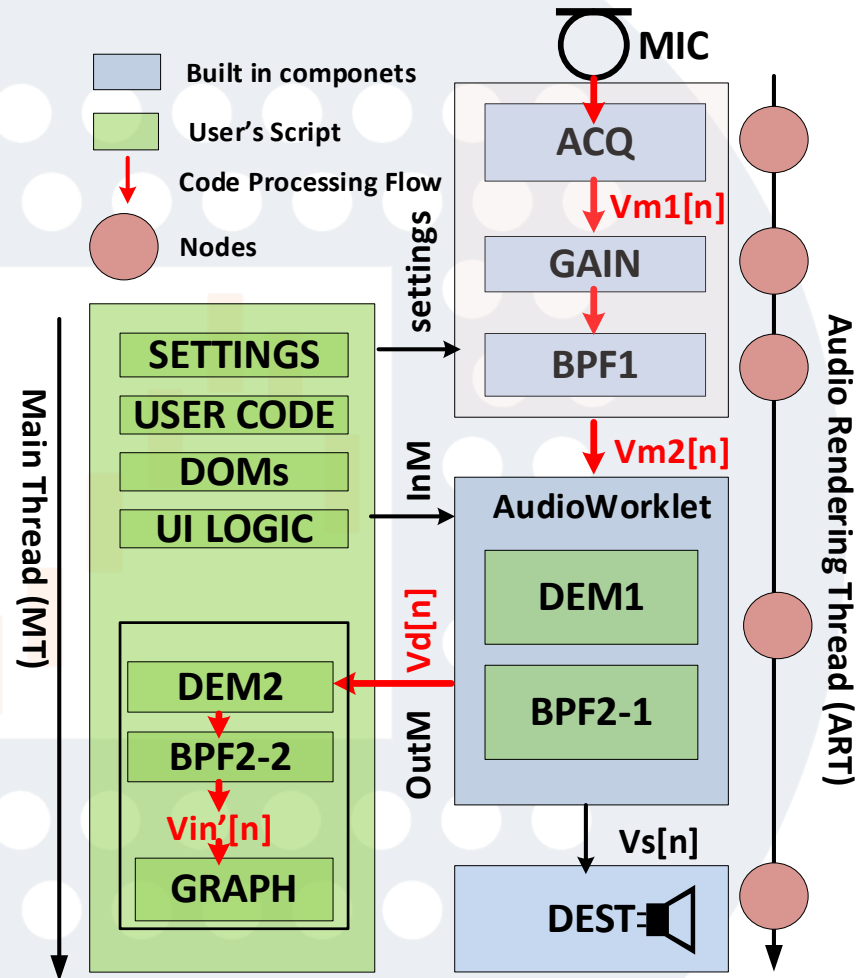 MIC
Built in componets
User's Script
Code Processing Flow
Nodes
ACQ
Vm1[n]
GAIN
BPF1
settings
SETTINGS
USER CODE
DOMs
UI LOGIC
InM
Vm2[n]
AudioWorklet
DEM1
BPF2-1
Vd[n]
OutM
DEM2
BPF2-2
Vin'[n]
GRAPH
Vs[n]
DEST
Main Thread (MT)
Audio Rendering Thread (ART)